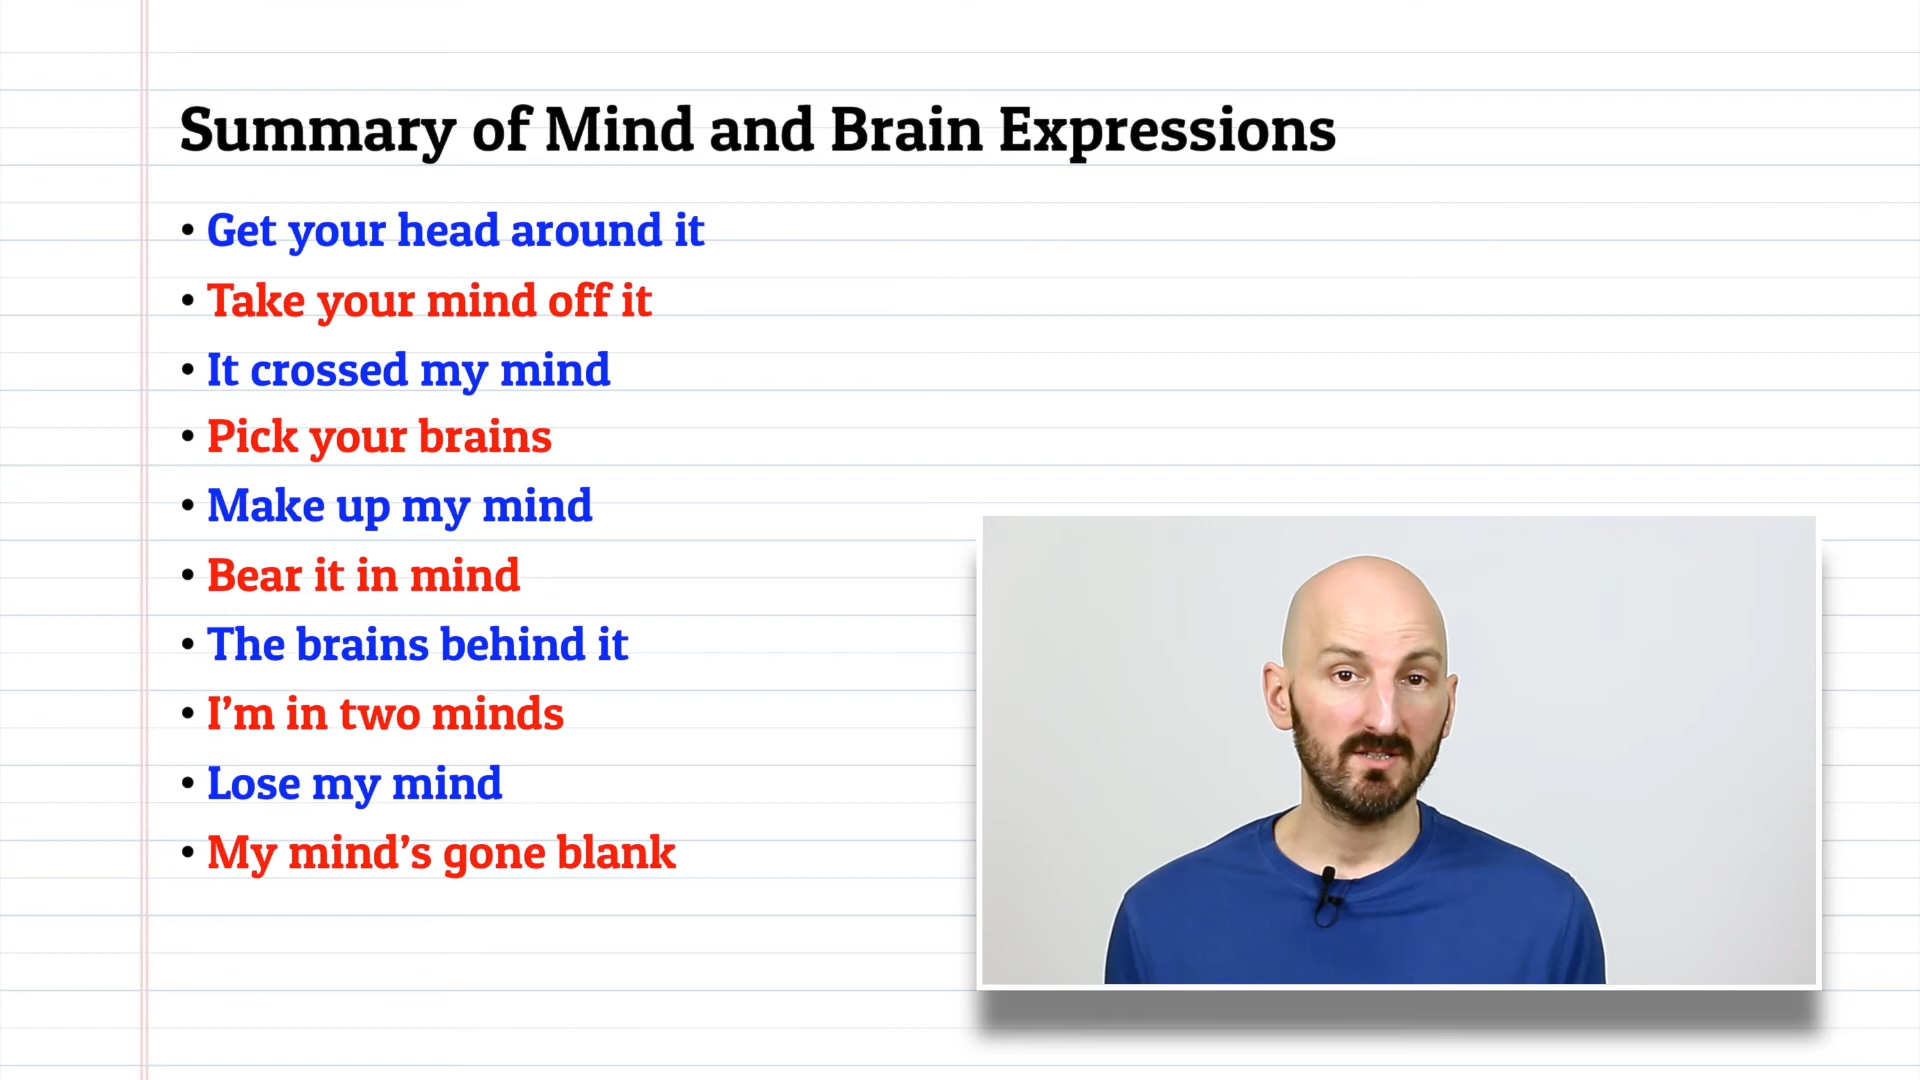 Summary of Mind and Brain Expressions
• Get your head around it
• Take your mind off it
• It crossed my mind
• Pick your brains
• Make up my mind
• Bear it in mind
• The brains behind it
• I’m in two minds
• Lose my mind
• My mind’s gone blank